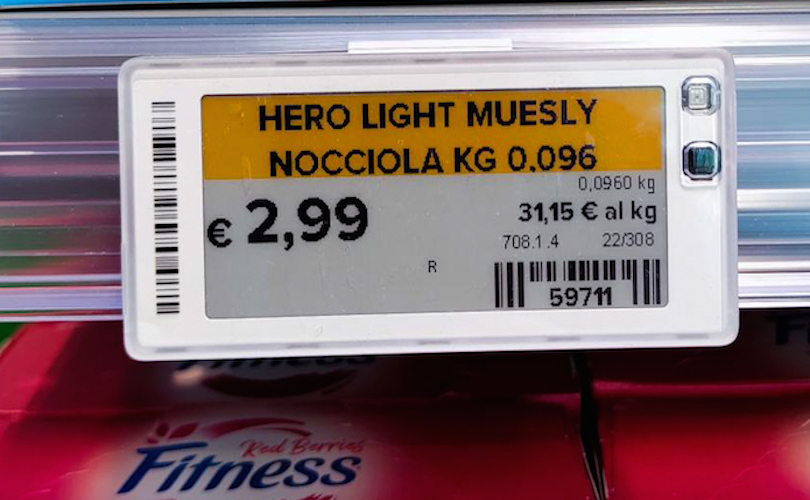 HERO LIGHT MUESLY
NOCCIOLA KG 0,096
0,0960 kg
€ 2,99
31,15 € al kg
708.1.4 22/308
R
59711
Fitness
Red Berries
Fitness